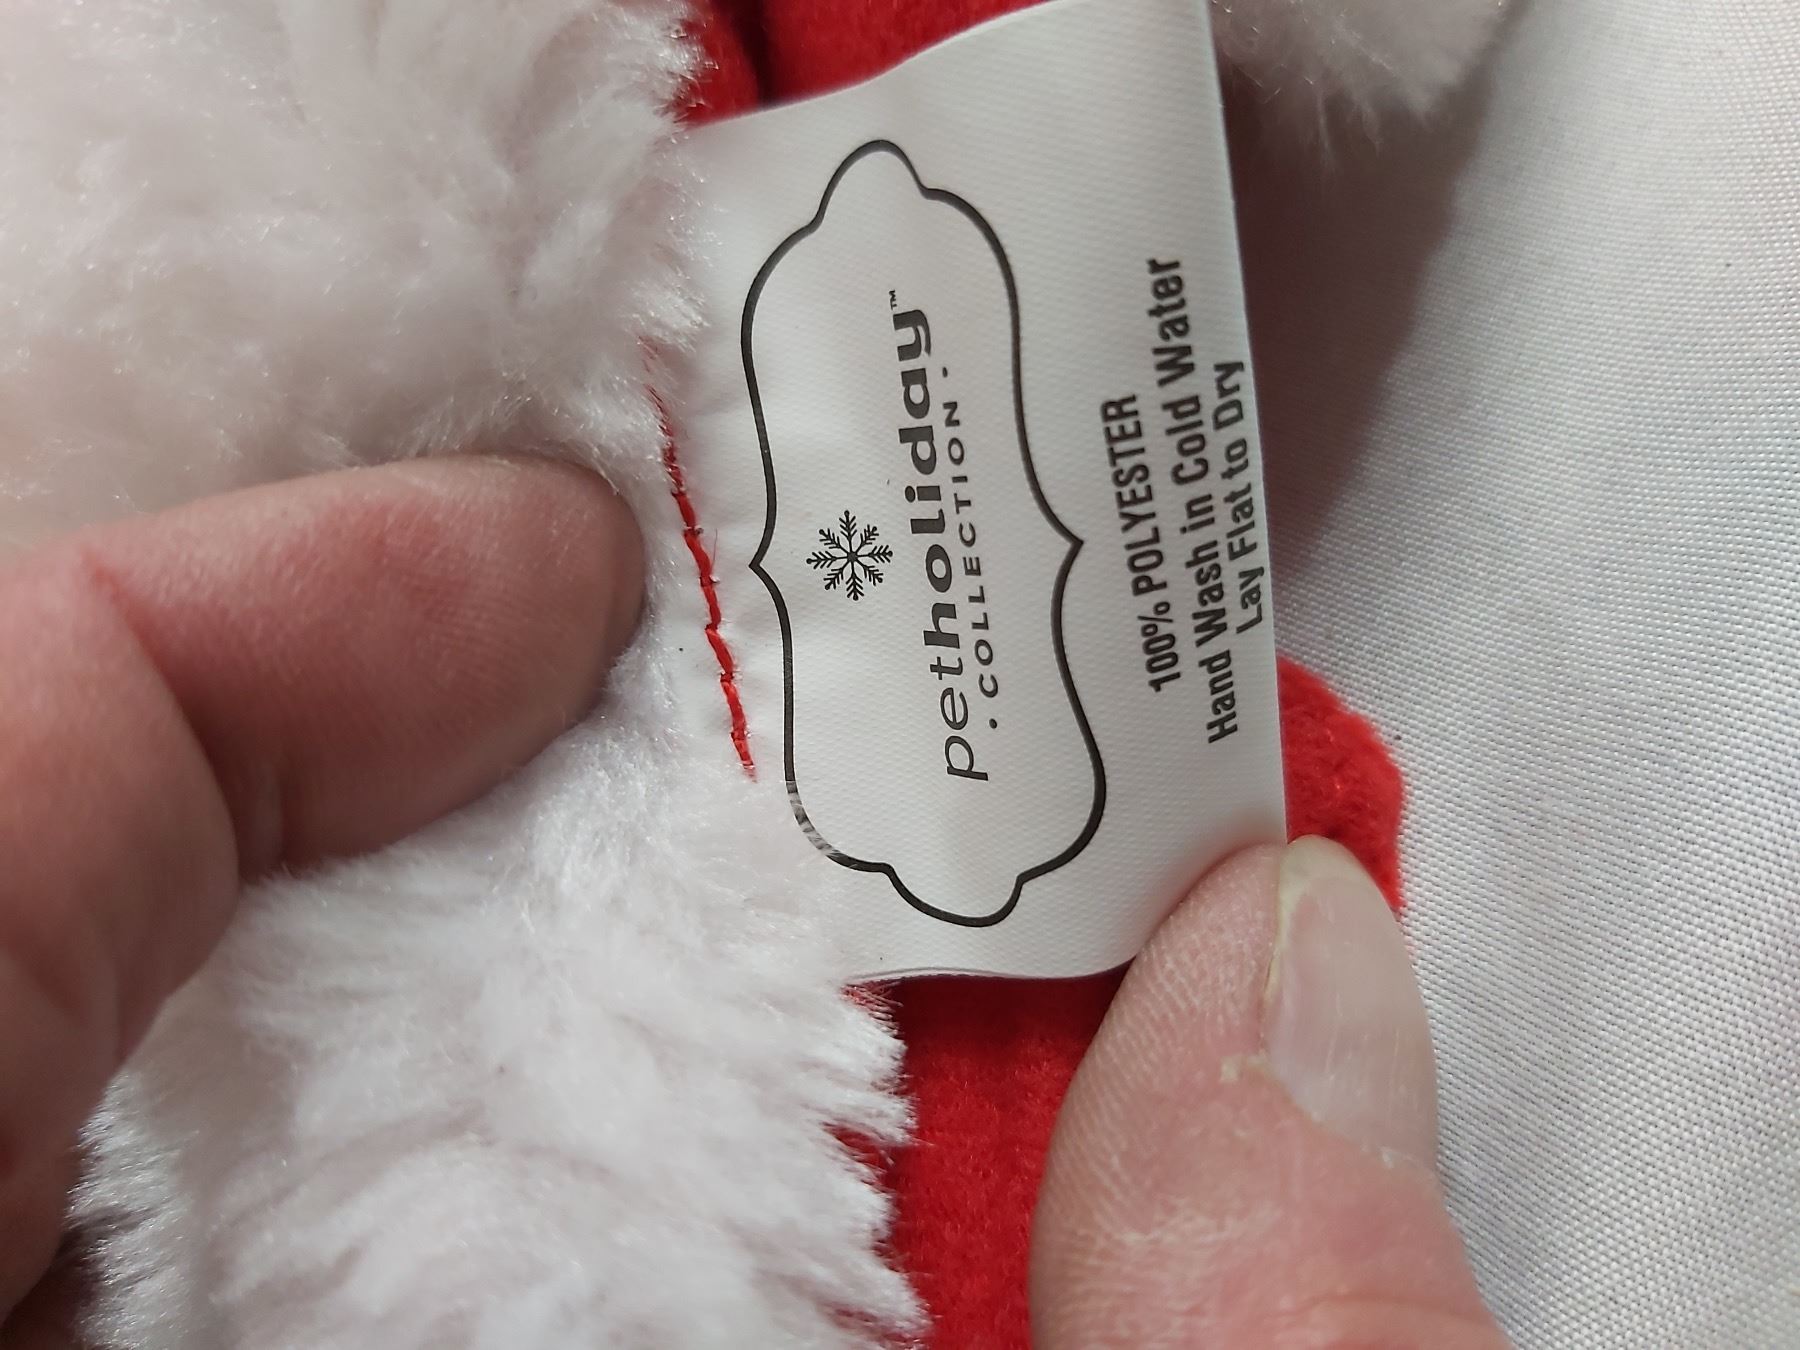 petholiday™
• COLLECTION •
100% POLYESTER
Hand Wash in Cold Water
Lay Flat to Dry